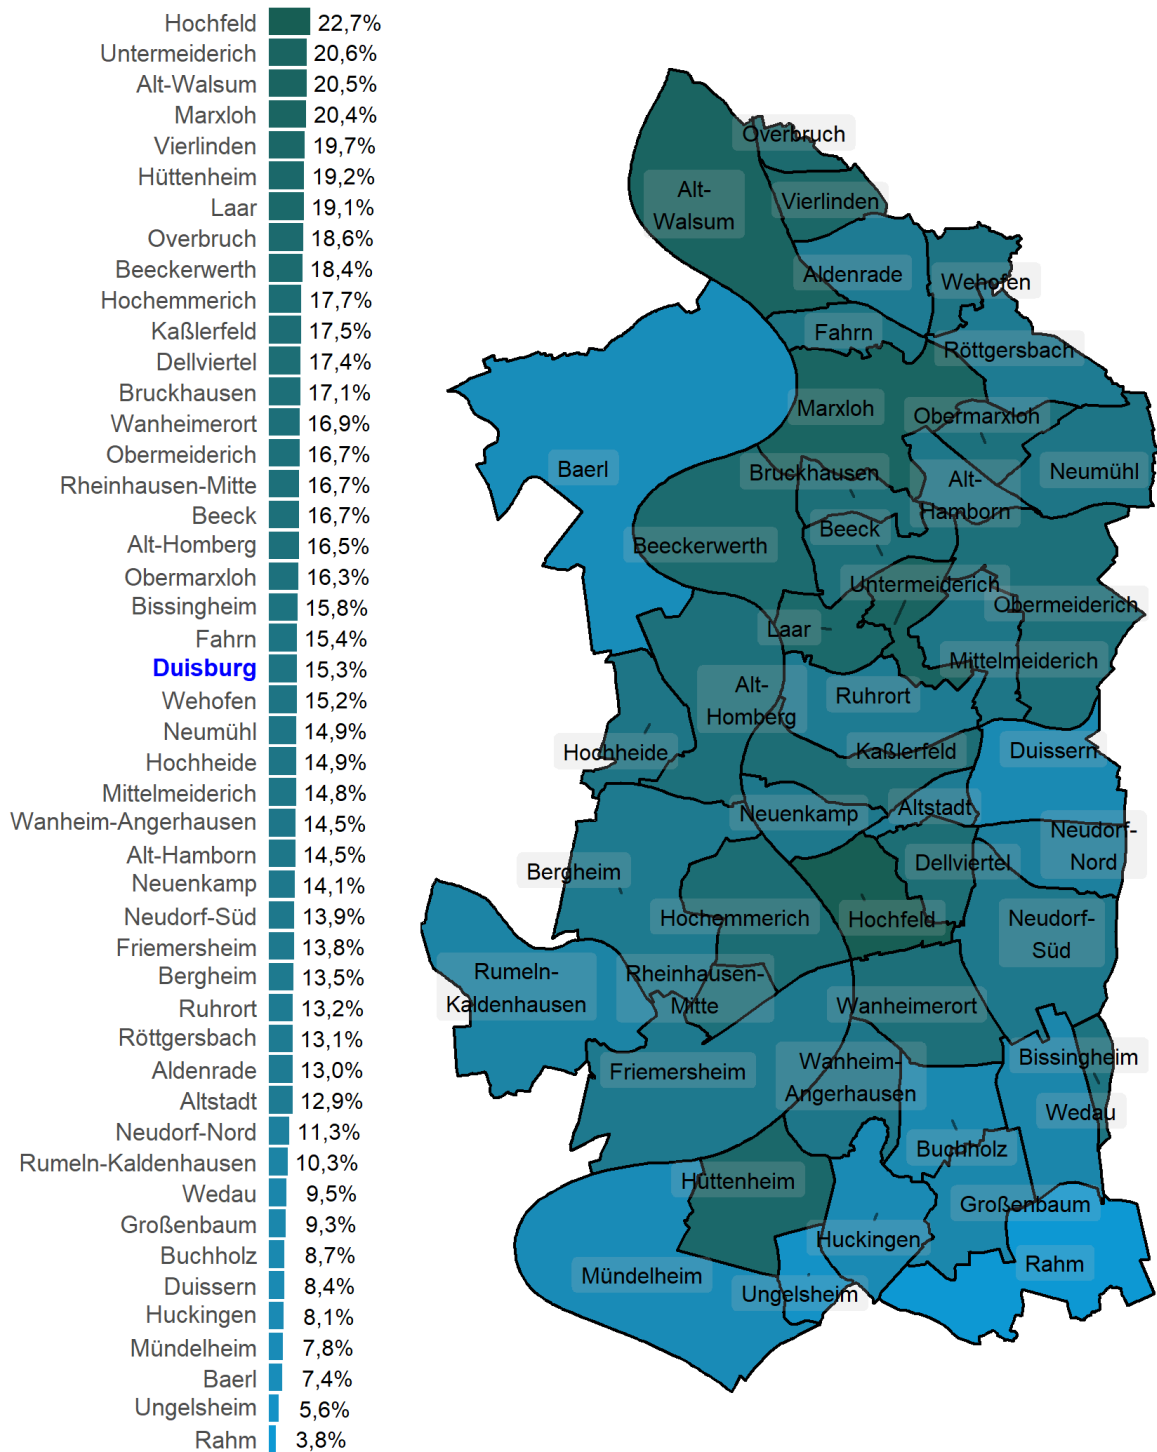 Hochfeld 22,7%
Untermeiderich 20,6%
Alt-Walsum 20,5%
Marxloh 20,4%
Vierlinden 19,7%
Hüttenheim 19,2%
Laar 19,1%
Overbruch 18,6%
Beeckerwerth 18,4%
Hochemmerich 17,7%
Kaßlerfeld 17,5%
Dellviertel 17,4%
Bruckhausen 17,1%
Wanheimerort 16,9%
Obermeiderich 16,7%
Rheinhausen-Mitte 16,7%
Beeck 16,7%
Alt-Homberg 16,5%
Obermarxloh 16,3%
Bissingheim 15,8%
Fahrn 15,4%
Duisburg 15,3%
Wehofen 15,2%
Neumühl 14,9%
Hochheide 14,9%
Mittelmeiderich 14,8%
Wanheim-Angerhausen 14,5%
Alt-Hamborn 14,5%
Neuenkamp 14,1%
Neudorf-Süd 13,9%
Friemersheim 13,8%
Bergheim 13,5%
Ruhrort 13,2%
Röttgersbach 13,1%
Aldenrade 13,0%
Altstadt 12,9%
Neudorf-Nord 11,3%
Rumeln-Kaldenhausen 10,3%
Wedau 9,5%
Großenbaum 9,3%
Buchholz 8,7%
Duissern 8,4%
Huckingen 8,1%
Mündelheim 7,8%
Baerl 7,4%
Ungelsheim 5,6%
Rahm 3,8%
Overbruch
Alt-
Walsum
Vierlinden
Aldenrade
Wehofen
Fahrn
Röttgersbach
Marxloh
Obermarxloh
Baerl
Bruckhausen
Neumühl
Alt-
Hamborn
Beeck
Beeckerwerth
Untermeiderich
Obermeiderich
Laar
Mittelmeiderich
Alt-
Homberg
Ruhrort
Hochheide
Kaßlerfeld
Duissern
Neuenkamp
Altstadt
Neudorf-
Nord
Bergheim
Dellviertel
Hochemmerich
Hochfeld
Neudorf-
Süd
Rumeln-
Kaldenhausen
Rheinhausen-
Mitte
Wanheimerort
Friemersheim
Wanheim-
Angerhausen
Bissingheim
Wedau
Buchholz
Hüttenheim
Großenbaum
Huckingen
Mündelheim
Ungelsheim
Rahm